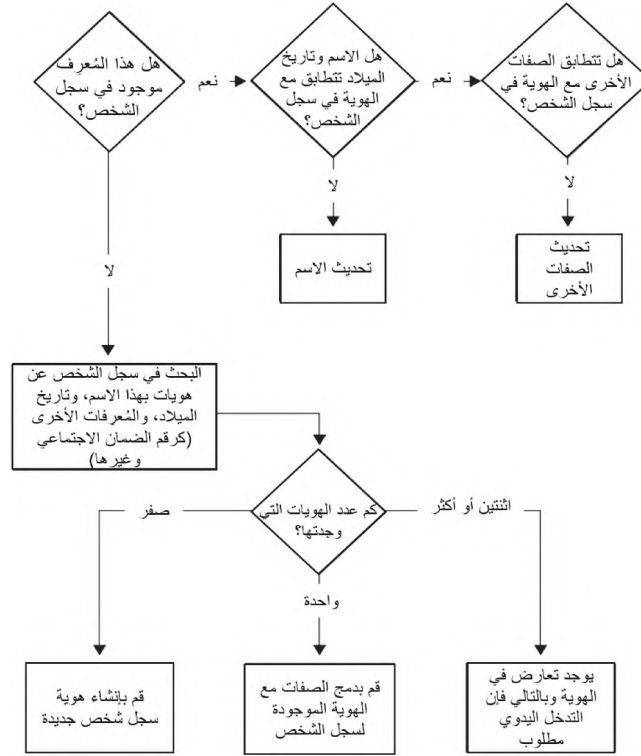 هل هذا المُعرِف
موجود في سجل
الشخص؟
نعم
هل الاسم وتاريخ
الميلاد تتطابق مع
الهوية في سجل
الشخص؟
نعم
هل تتطابق الصفات
الأخرى مع الهوية في
سجل الشخص؟
لا
لا
لا
تحديث الاسم
تحديث
الصفات
الأخرى
البحث في سجل الشخص عن
هويات بهذا الاسم، وتاريخ
الميلاد، والمُعرفات الأخرى
(كرقم الضمان الاجتماعي
وغيرها)
كم عدد الهويات التي
وجدتها؟
صفر
واحدة
اثنتين أو أكثر
قم بإنشاء هوية
سجل شخص جديدة
قم بدمج الصفات مع
الهوية الموجودة
لسجل الشخص
يوجد تعارض في
الهوية وبالتالي فإن
التدخل اليدوي
مطلوب